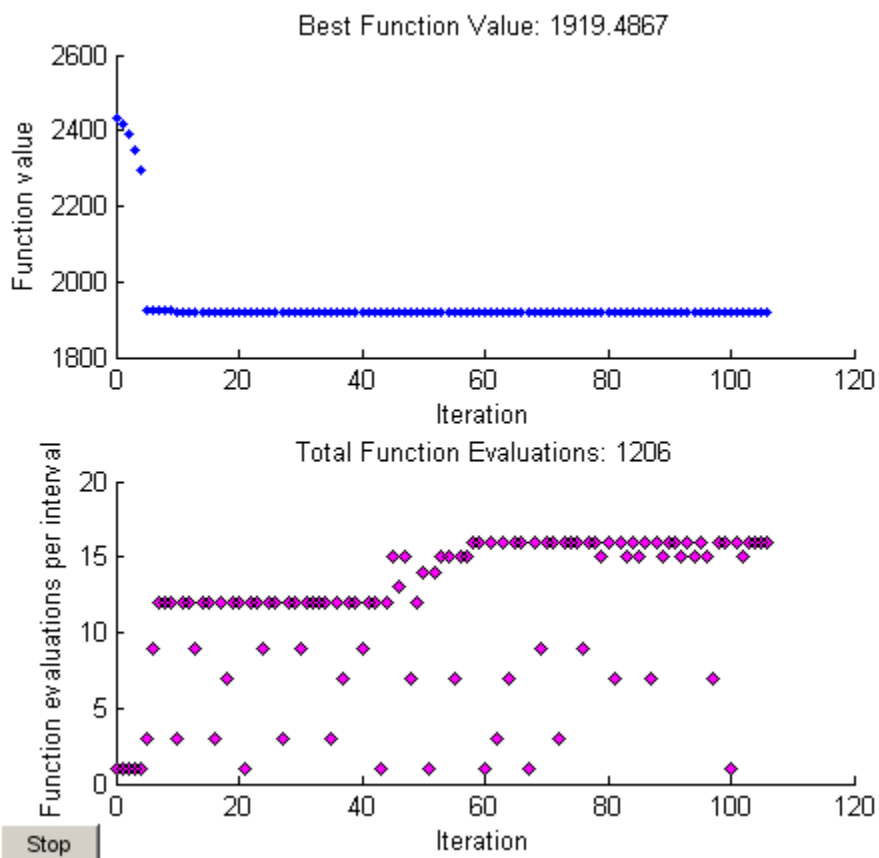 Best Function Value: 1919.4867
2600
2400
2200
2000
1800
Function value
0 20 40 60 80 100 120
Iteration
Total Function Evaluations: 1206
20
15
10
5
0
Function evaluations per interval
0 20 40 60 80 100 120
Iteration
Stop